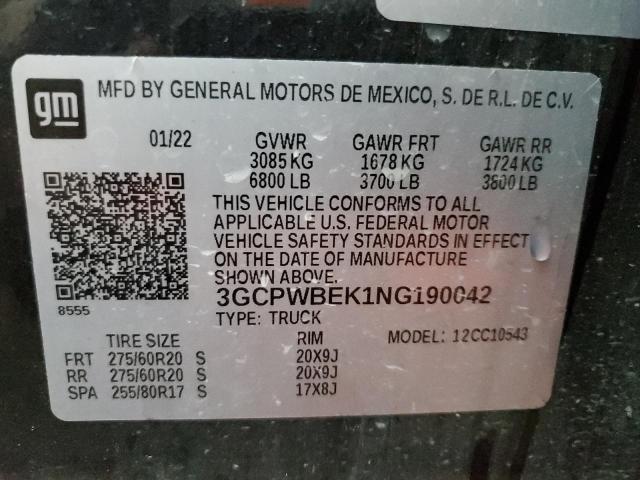 gm
MFD BY GENERAL MOTORS DE MEXICO, S. DE R.L. DE C.V.
01/22 GVWR GAWR FRT GAWR RR
3085 KG 1678 KG 1724 KG
6800 LB 3700 LB 3800 LB
THIS VEHICLE CONFORMS TO ALL
APPLICABLE U.S. FEDERAL MOTOR
VEHICLE SAFETY STANDARDS IN EFFECT
ON THE DATE OF MANUFACTURE
3GCPWBEK1NG190042
8555
TYPE: TRUCK MODEL: 12CC10543
TIRE SIZE RIM
FRT 275/60R20 S 20X9J
RR 275/60R20 S 20X9J
SPA 255/80R17 S 17X8J